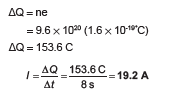 ΔQ = ne
= 9.6 × 10²⁰ (1.6 × 10⁻¹⁹C)
ΔQ = 153.6 C
I = ΔQ/Δt = 153.6 C/8 s = 19.2 A